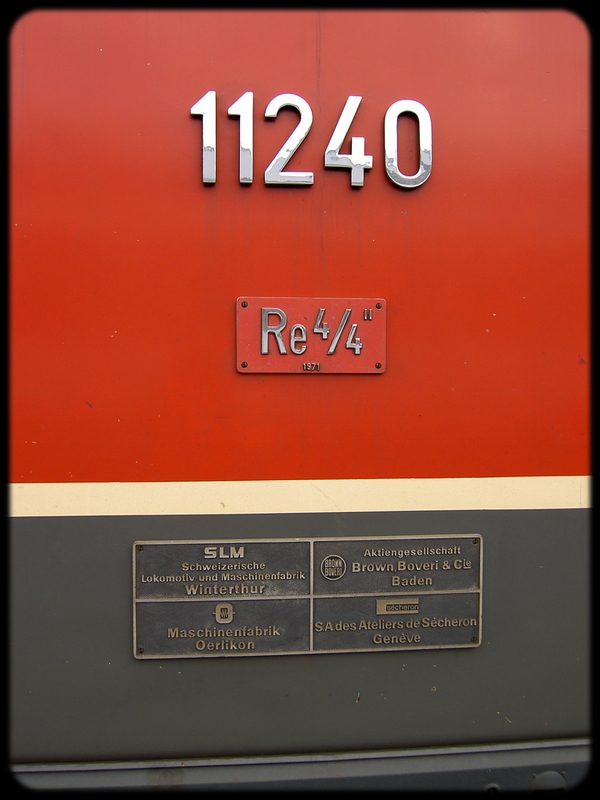 11240
Re 4/4 II
1971
SLM
Schweizerische
Lokomotiv-und Maschinenfabrik
Winterthur
BROWN
BOVERI
Aktiengesellschaft
Brown, Boveri & Cie
Baden
Maschinenfabrik
Oerlikon
sécheron
S.A. des Ateliers de Sécheron
Genève